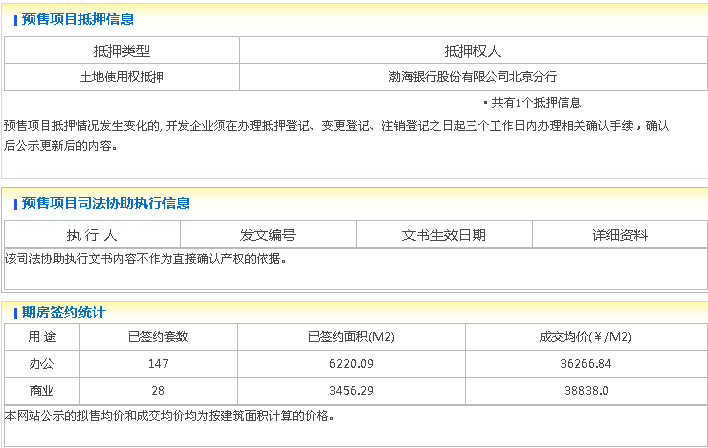 预售项目抵押信息
抵押类型 抵押权人
土地使用权抵押 渤海银行股份有限公司北京分行
• 共有1个抵押信息
预售项目抵押情况发生变化的, 开发企业须在办理抵押登记、变更登记、注销登记之日起三个工作日内办理相关确认手续，确认
后公示更新后的内容。
预售项目司法协助执行信息
执 行 人 发文编号 文书生效日期 详细资料
该司法协助执行文书内容不作为直接确认产权的依据。
期房签约统计
用 途 已签约套数 已签约面积(M2) 成交均价(￥/M2)
办公 147 6220.09 36266.84
商业 28 3456.29 38838.0
本网站公示的拟售均价和成交均价均为按建筑面积计算的价格。